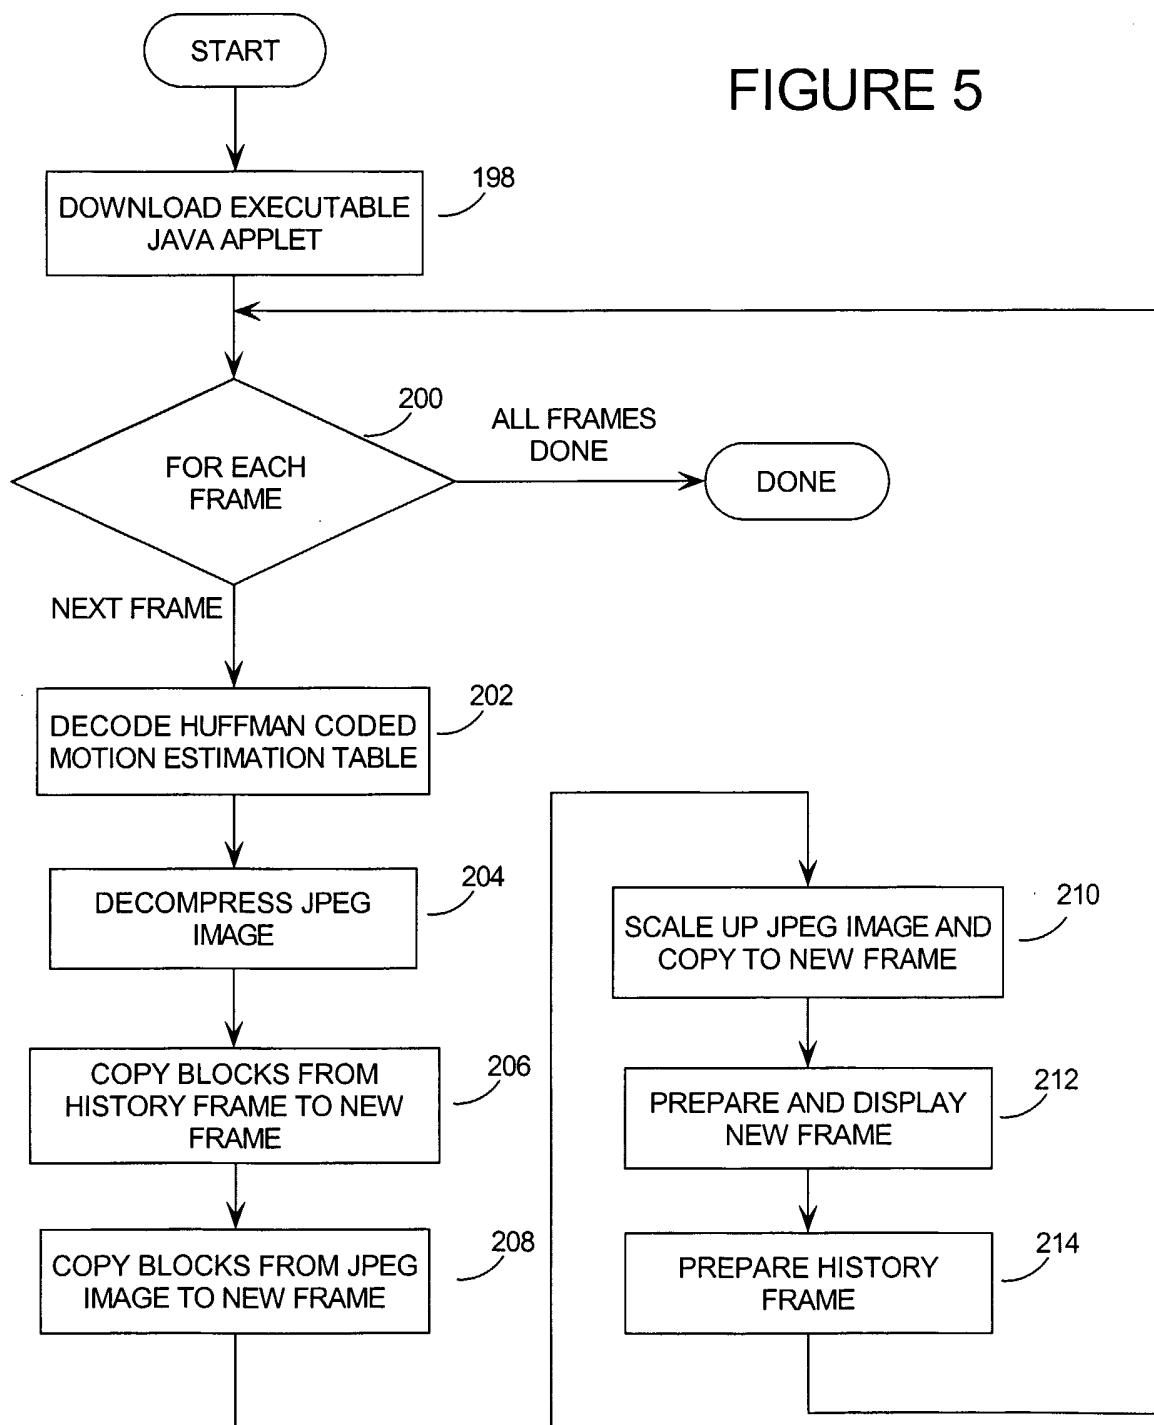 START
FIGURE 5
198
DOWNLOAD EXECUTABLE
JAVA APPLET
200
FOR EACH
FRAME
ALL FRAMES
DONE
DONE
NEXT FRAME
202
DECODE HUFFMAN CODED
MOTION ESTIMATION TABLE
204
DECOMPRESS JPEG
IMAGE
206
COPY BLOCKS FROM
HISTORY FRAME TO NEW
FRAME
208
COPY BLOCKS FROM JPEG
IMAGE TO NEW FRAME
210
SCALE UP JPEG IMAGE AND
COPY TO NEW FRAME
212
PREPARE AND DISPLAY
NEW FRAME
214
PREPARE HISTORY
FRAME